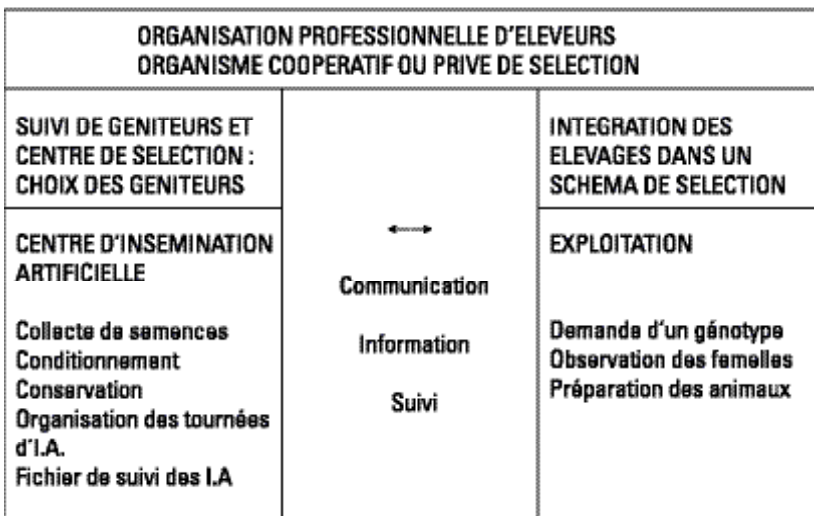 ORGANISATION PROFESSIONNELLE D'ELEVEURS
ORGANISME COOPERATIF OU PRIVE DE SELECTION
SUIVI DE GENITEURS ET
CENTRE DE SELECTION :
CHOIX DES GENITEURS
CENTRE D'INSEMINATION
ARTIFICIELLE
Collecte de semences
Conditionnement
Conservation
Organisation des tournées
d'I.A.
Fichier de suivi des I.A
Communication
Information
Suivi
INTEGRATION DES
ELEVAGES DANS UN
SCHEMA DE SELECTION
EXPLOITATION
Demande d'un génotype
Observation des femelles
Préparation des animaux